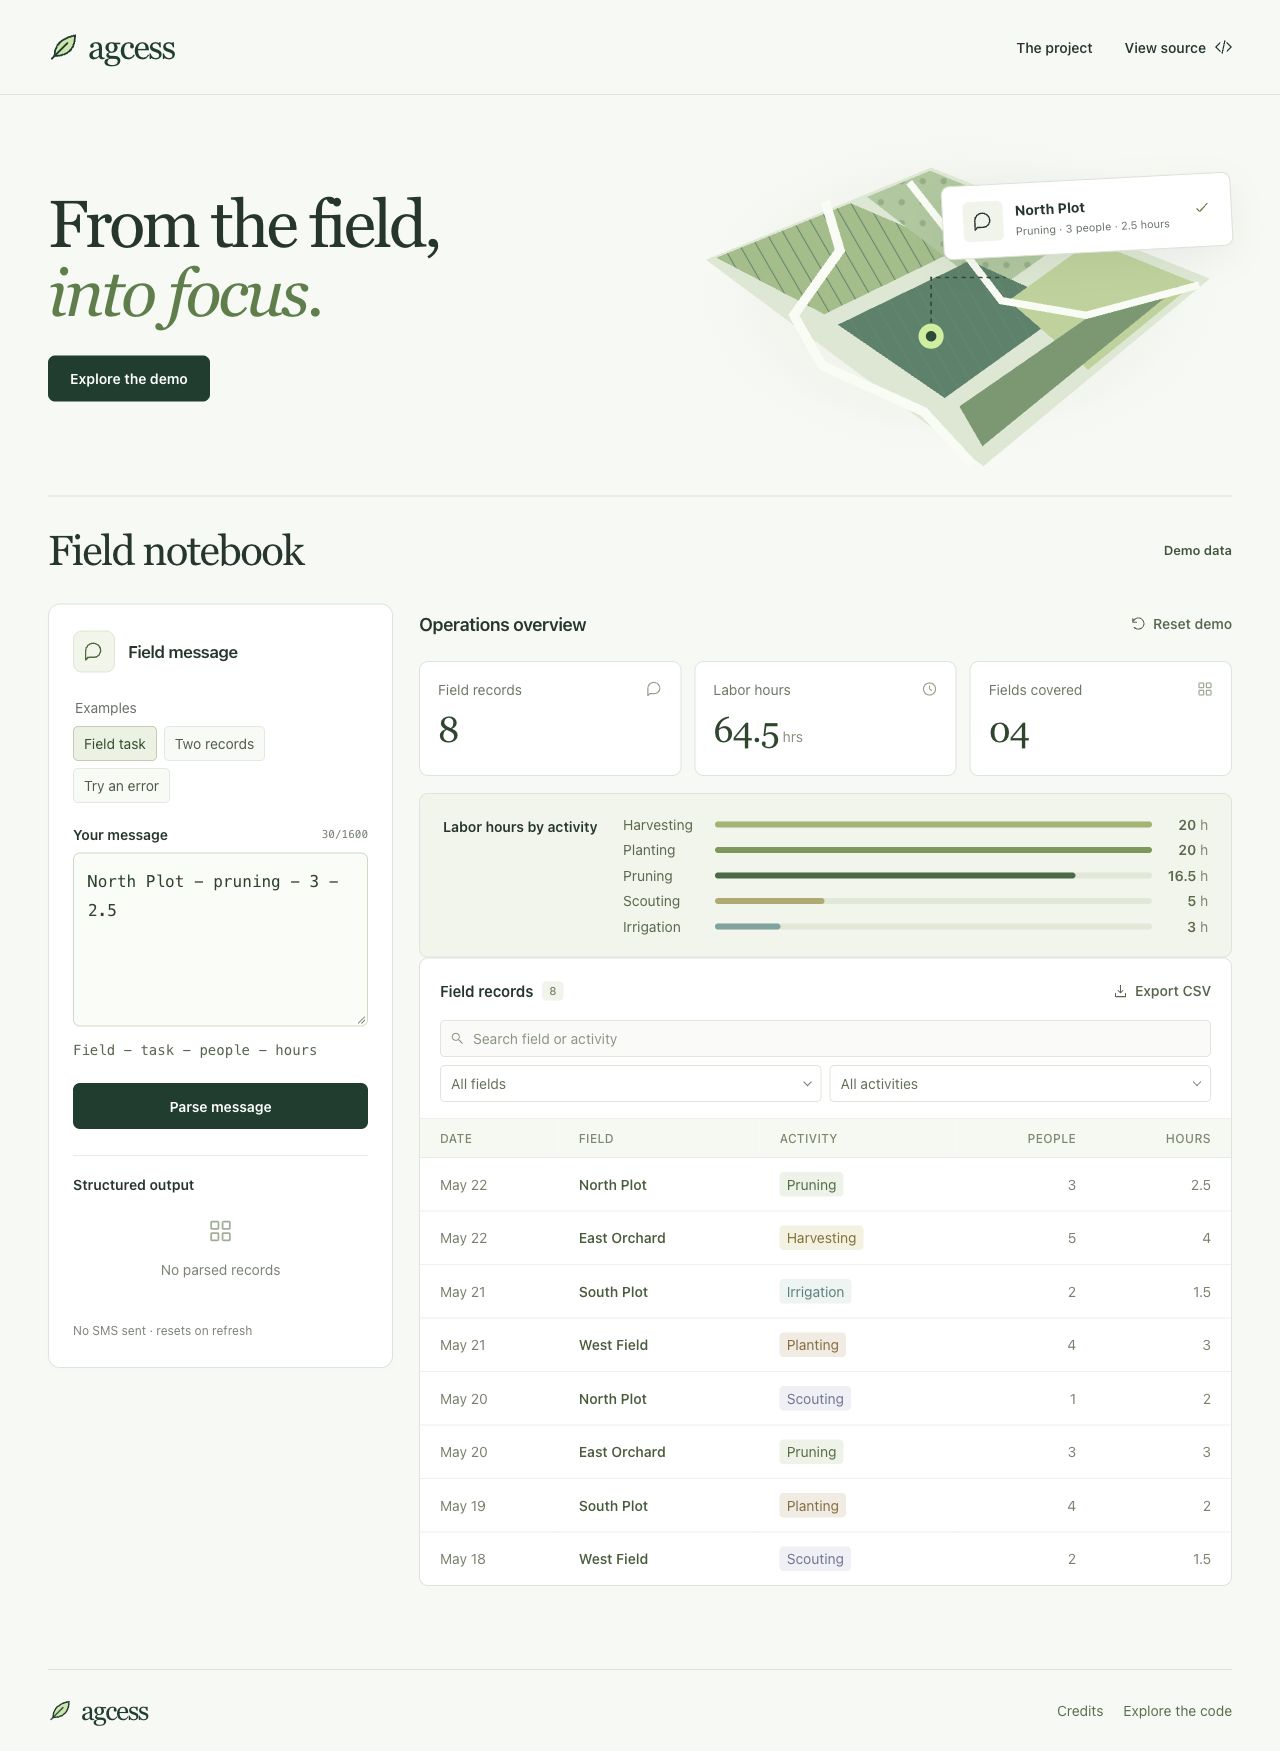 agcess
The project
View source
From the field,
into focus.
Explore the demo
North Plot
Pruning · 3 people · 2.5 hours
Field notebook
Demo data
Field message
Examples
Field task
Two records
Try an error
Your message
30/1600
North Plot – pruning – 3 –
2.5
Field – task – people – hours
Parse message
Structured output
No parsed records
No SMS sent · resets on refresh
Operations overview
Reset demo
Field records
8
Labor hours
64.5 hrs
Fields covered
04
Labor hours by activity
Harvesting 20 h
Planting 20 h
Pruning 16.5 h
Scouting 5 h
Irrigation 3 h
Field records 8
Export CSV
Search field or activity
All fields
All activities
DATE FIELD ACTIVITY PEOPLE HOURS
May 22 North Plot Pruning 3 2.5
May 22 East Orchard Harvesting 5 4
May 21 South Plot Irrigation 2 1.5
May 21 West Field Planting 4 3
May 20 North Plot Scouting 1 2
May 20 East Orchard Pruning 3 3
May 19 South Plot Planting 4 2
May 18 West Field Scouting 2 1.5
agcess
Credits
Explore the code